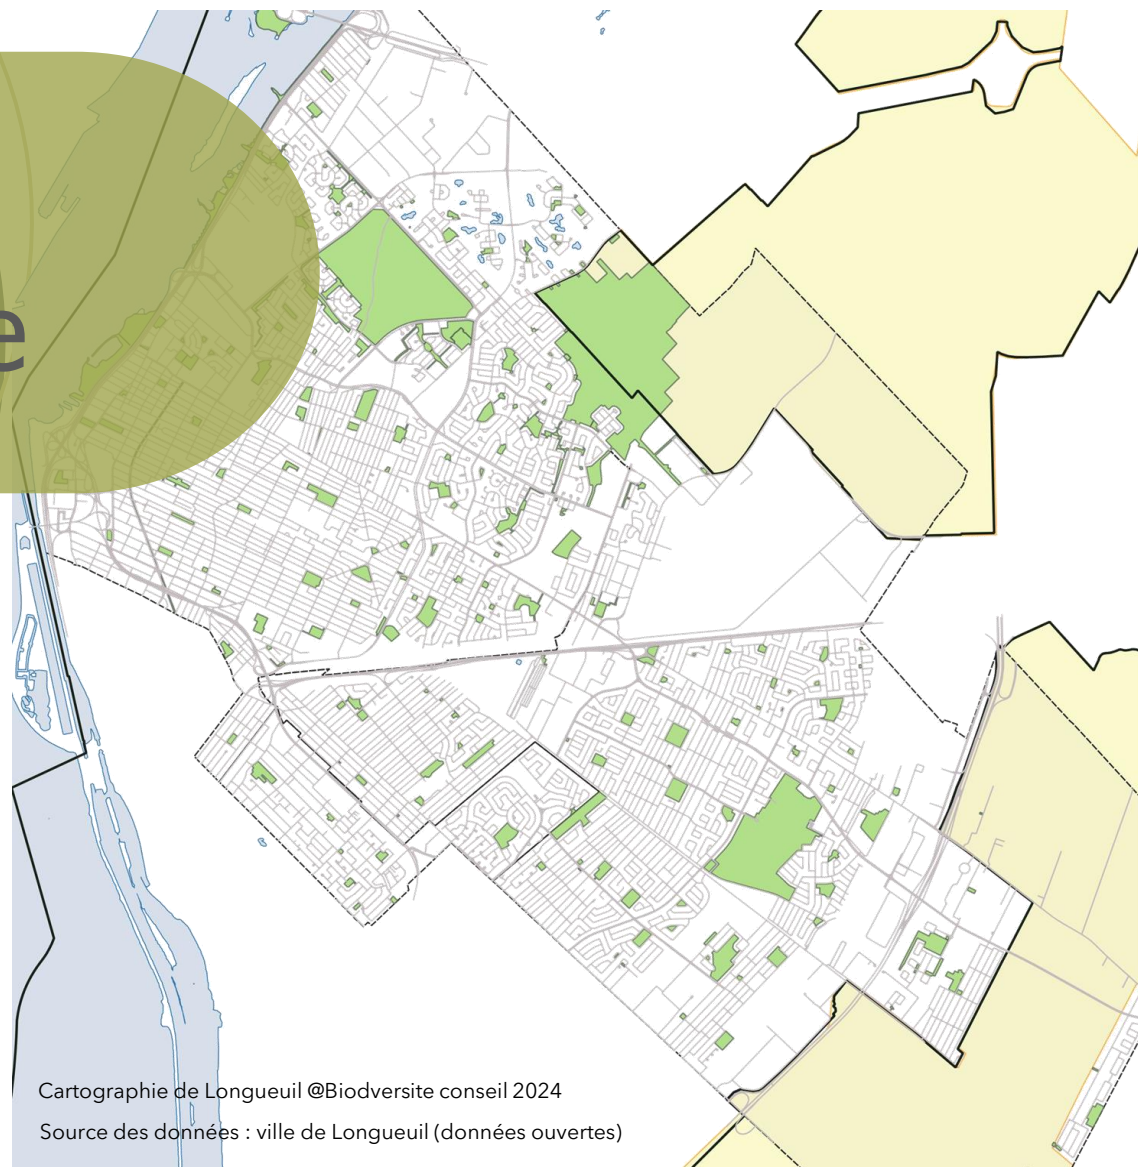 e
Cartographie de Longueuil @Biodversite conseil 2024
Source des données : ville de Longueuil (données ouvertes)